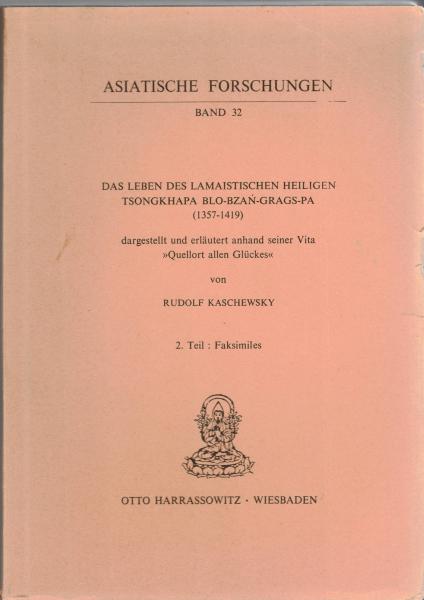 ASIATISCHE FORSCHUNGEN
BAND 32
DAS LEBEN DES LAMAISTISCHEN HEILIGEN
TSONGKHAPA BLO-BZAṄ-GRAGS-PA
(1357-1419)
dargestellt und erläutert anhand seiner Vita
»Quellort allen Glückes«
von
RUDOLF KASCHEWSKY
2. Teil : Faksimiles
OTTO HARRASSOWITZ · WIESBADEN